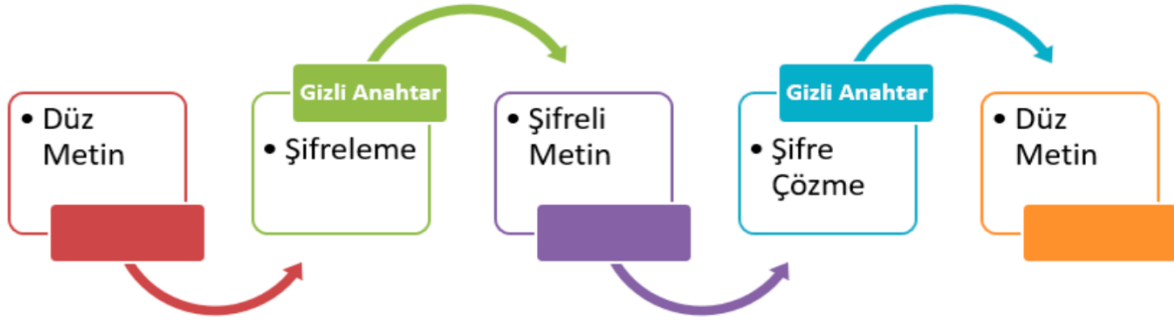 • Düz
Metin
Gizli Anahtar
• Şifreleme
• Şifreli
Metin
Gizli Anahtar
• Şifre
Çözme
• Düz
Metin